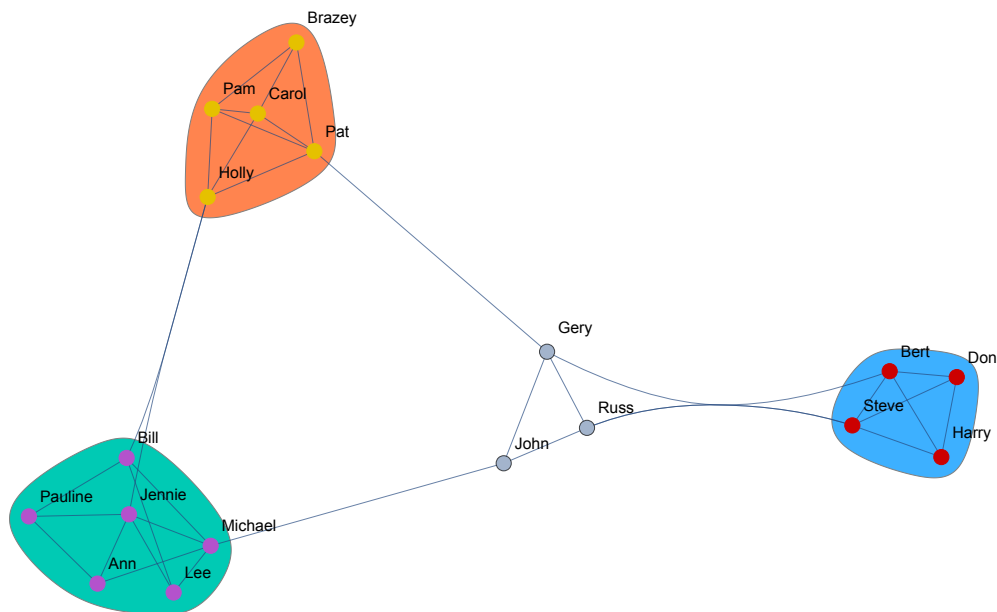 Brazey
Pam
Carol
Pat
Holly
Gery
Bert
Don
Steve
Russ
Harry
John
Bill
Pauline
Jennie
Michael
Ann
Lee